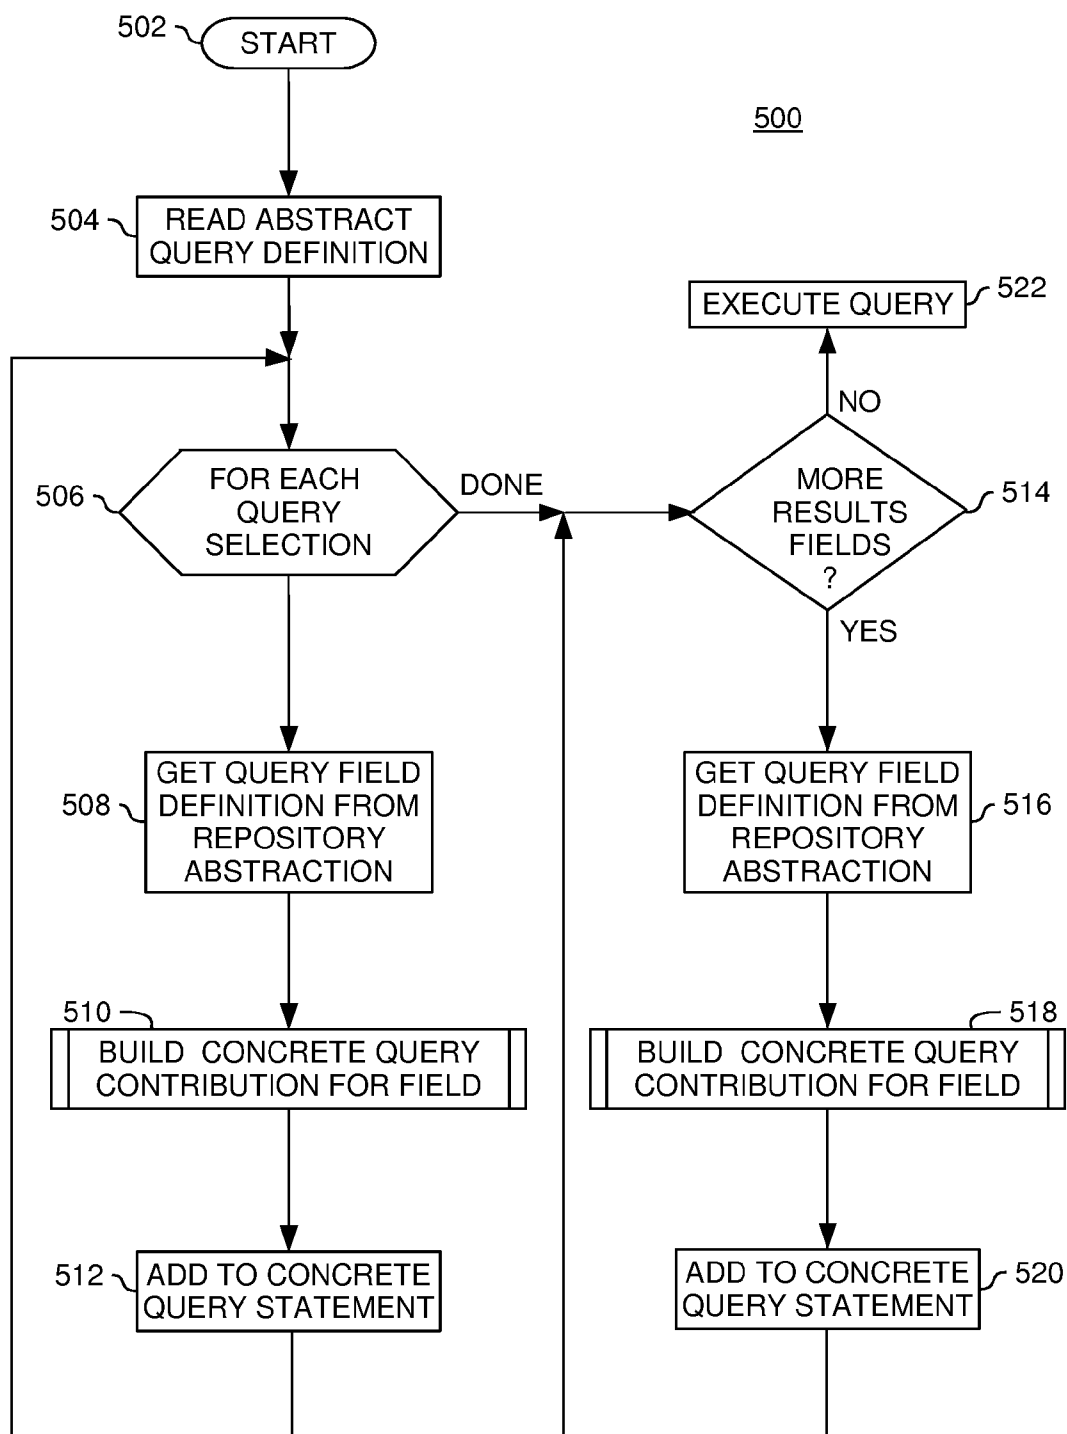 502
START
500
504
READ ABSTRACT
QUERY DEFINITION
EXECUTE QUERY
522
506
FOR EACH
QUERY
SELECTION
DONE
NO
MORE
RESULTS
FIELDS
?
514
YES
508
GET QUERY FIELD
DEFINITION FROM
REPOSITORY
ABSTRACTION
GET QUERY FIELD
DEFINITION FROM
REPOSITORY
ABSTRACTION
516
510
BUILD CONCRETE QUERY
CONTRIBUTION FOR FIELD
518
BUILD CONCRETE QUERY
CONTRIBUTION FOR FIELD
512
ADD TO CONCRETE
QUERY STATEMENT
ADD TO CONCRETE
QUERY STATEMENT
520